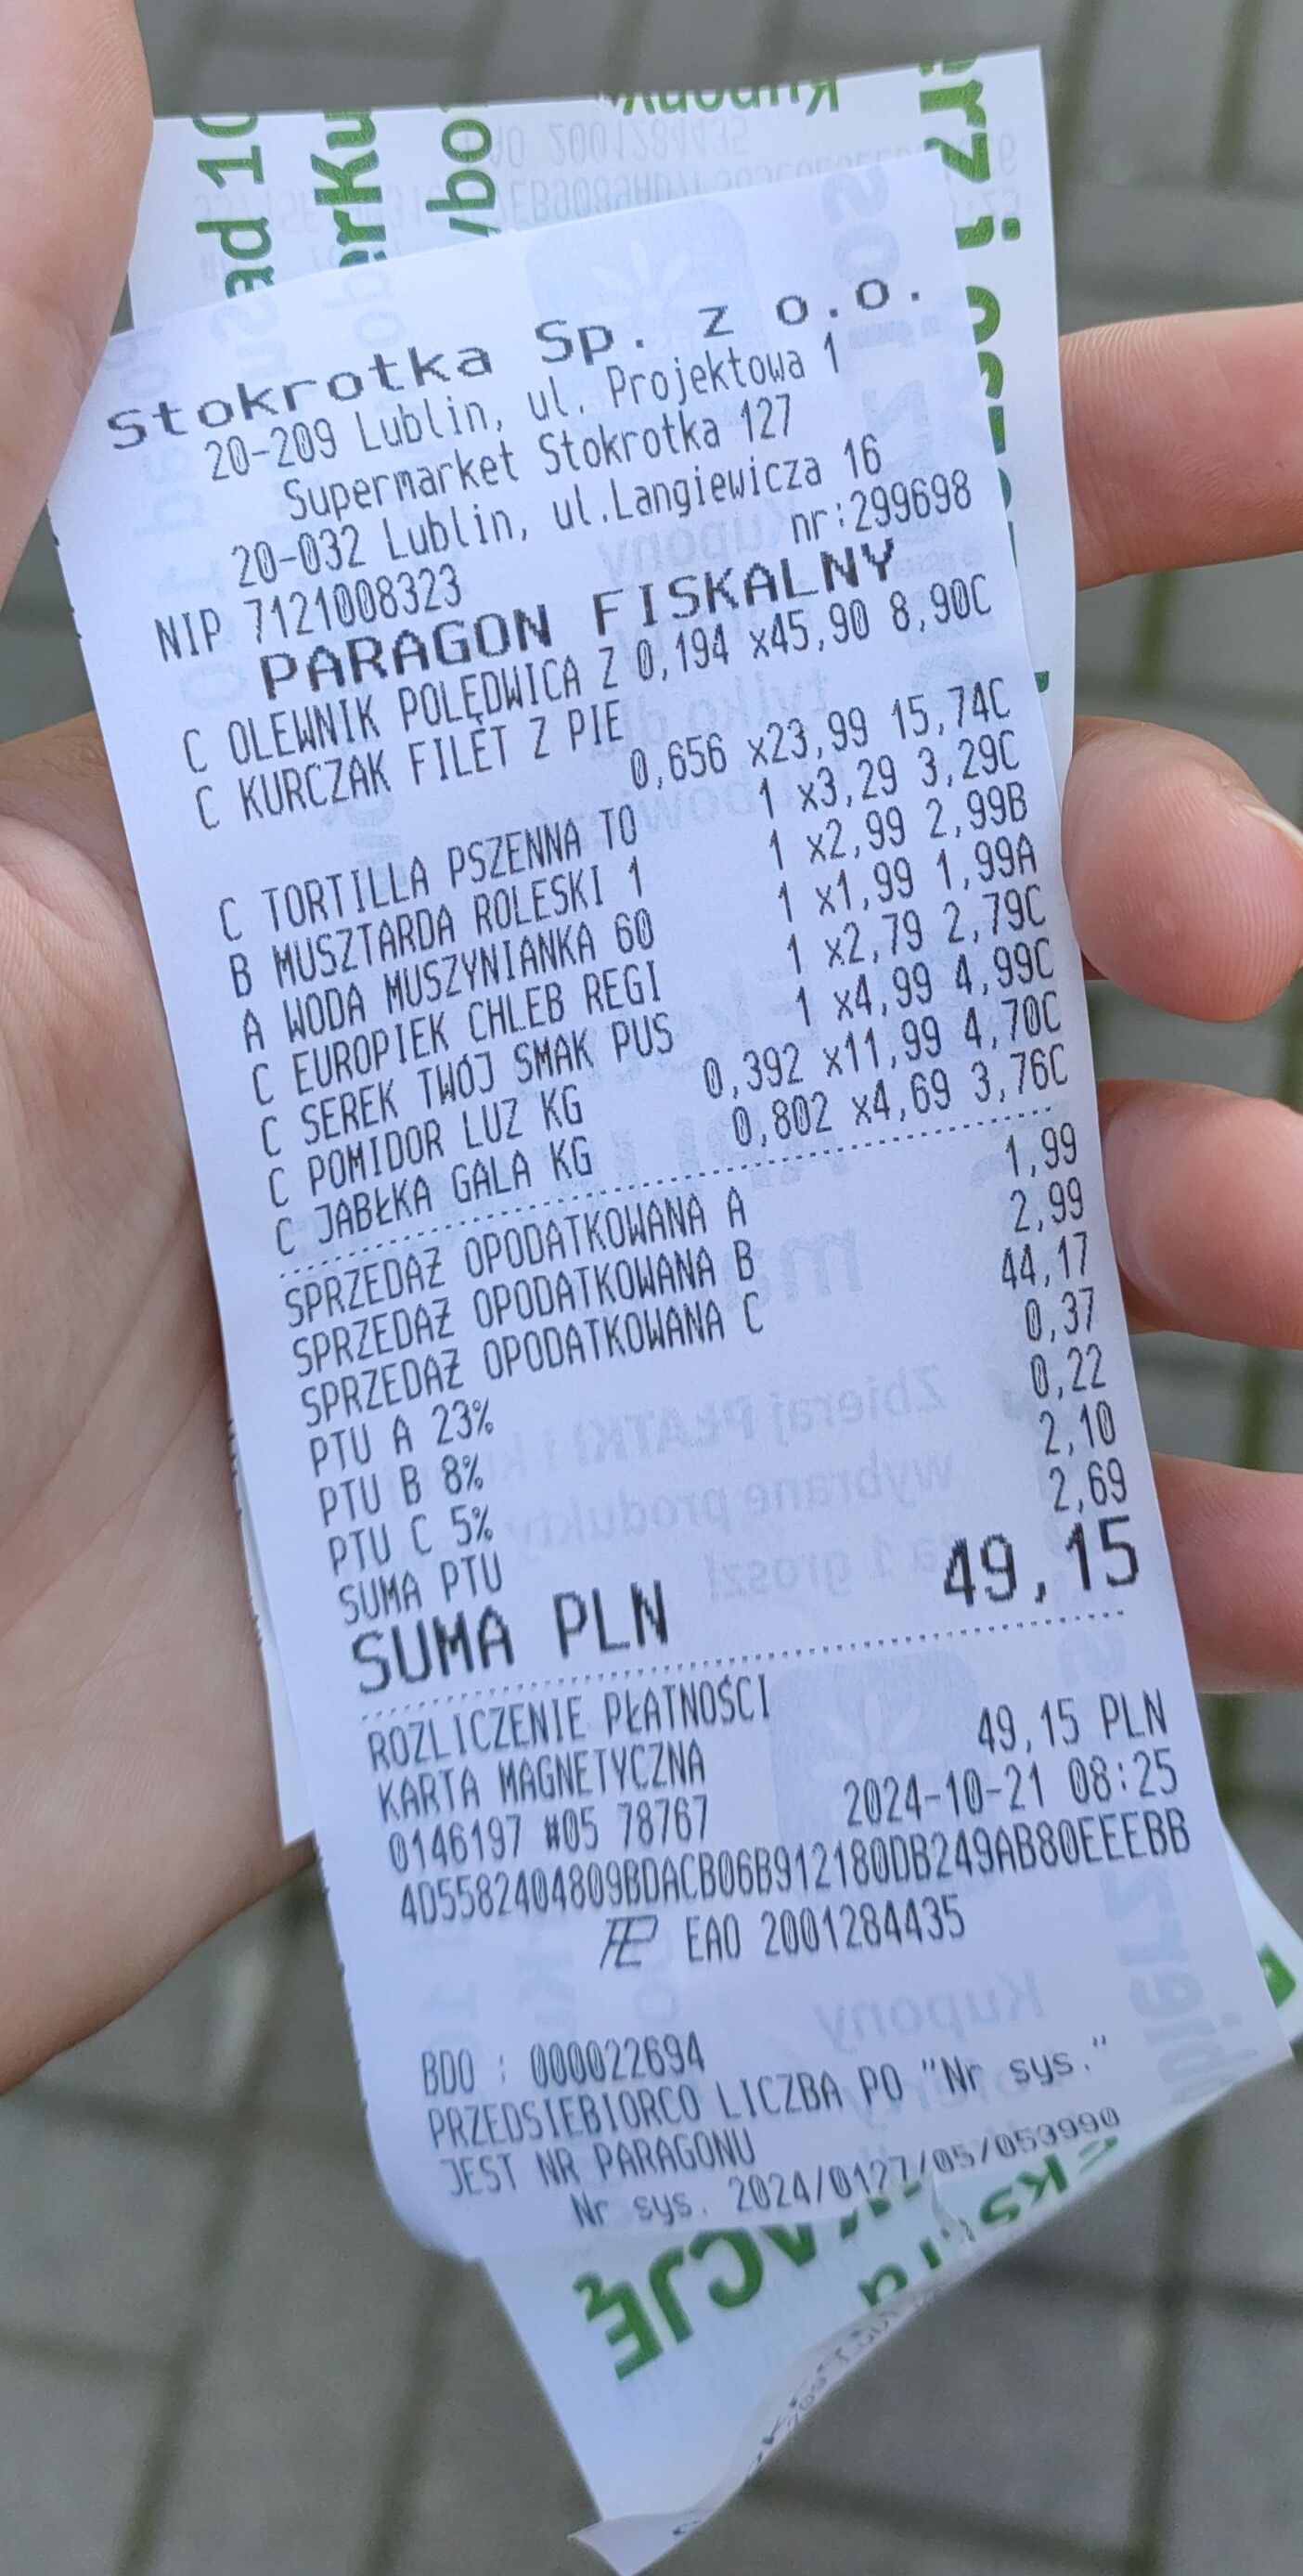 Stokrotka Sp. z o.o.
20-209 Lublin, ul. Projektowa 1
Supermarket Stokrotka 127
20-032 Lublin, ul.Langiewicza 16
NIP 7121008323 nr:299698
PARAGON FISKALNY
C OLEWNIK POLĘDWICA Z 0,194 x45,90 8,90C
C KURCZAK FILET Z PIE
0,656 x23,99 15,74C
C TORTILLA PSZENNA TO 1 x3,29 3,29C
B MUSZTARDA ROLESKI 1 1 x2,99 2,99B
A WODA MUSZYNIANKA 60 1 x1,99 1,99A
C EUROPIEK CHLEB REGI 1 x2,79 2,79C
C SEREK TWÓJ SMAK PUS 1 x4,99 4,99C
C POMIDOR LUZ KG 0,392 x11,99 4,70C
C JABŁKA GALA KG 0,802 x4,69 3,76C
SPRZEDAŻ OPODATKOWANA A 1,99
SPRZEDAŻ OPODATKOWANA B 2,99
SPRZEDAŻ OPODATKOWANA C 44,17
PTU A 23% 0,37
PTU B 8% 0,22
PTU C 5% 2,10
SUMA PTU 2,69
SUMA PLN 49,15
ROZLICZENIE PŁATNOŚCI
KARTA MAGNETYCZNA 49,15 PLN
0146197 #05 78767 2024-10-21 08:25
4D5582404809BDACB06B912180DB249AB80EEEBB
EAO 2001284435
BDO : 000022694
PRZEDSIEBIORCO LICZBA PO "Nr sys."
JEST NR PARAGONU
Nr sys. 2024/0127/05/053990